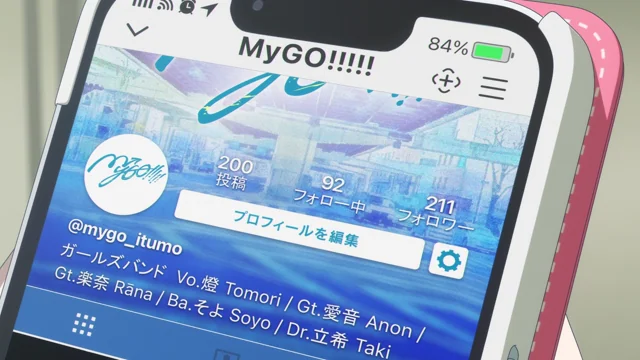 84%
MyGO!!!!!
MyGO!!!!!
200
投稿
92
フォロー中
211
フォロワー
プロフィールを編集
@mygo_itumo
ガールズバンド Vo.燈 Tomori / Gt.愛音 Anon /
Gt.楽奈 Rāna / Ba.そよ Soyo / Dr.立希 Taki